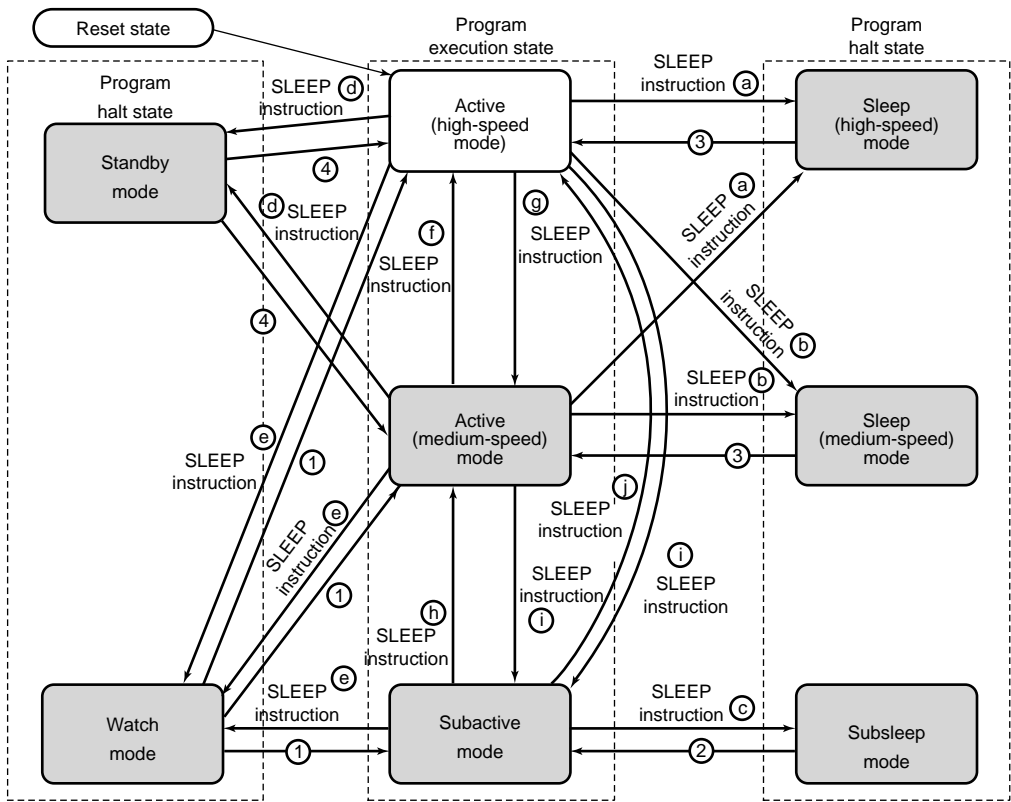 Reset state
Program
execution state
Program
halt state
Program
halt state
SLEEP
instruction
d
Active
(high-speed
mode)
SLEEP
instruction
a
Sleep
(high-speed)
mode
Standby
mode
4
3
d
SLEEP
instruction
f
SLEEP
instruction
g
SLEEP
instruction
a
SLEEP
instruction
SLEEP
instruction
b
4
Active
(medium-speed)
mode
SLEEP
instruction
b
Sleep
(medium-speed)
mode
3
e
SLEEP
instruction
1
e
SLEEP
instruction
1
j
SLEEP
instruction
i
SLEEP
instruction
SLEEP
instruction
i
h
SLEEP
instruction
SLEEP
instruction
e
Watch
mode
1
Subactive
mode
SLEEP
instruction
c
2
Subsleep
mode